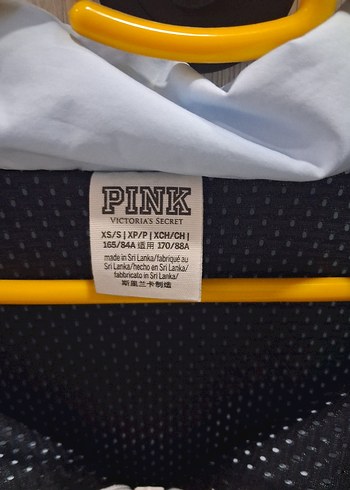 PINK
VICTORIA'S SECRET
XS/S | XP/P | XCH/CH |
165/84A 适用 170/88A
made in Sri Lanka/fabriqué au
Sri Lanka/hecho en Sri Lanka/
fabbricato in Sri Lanka/
斯里兰卡制造